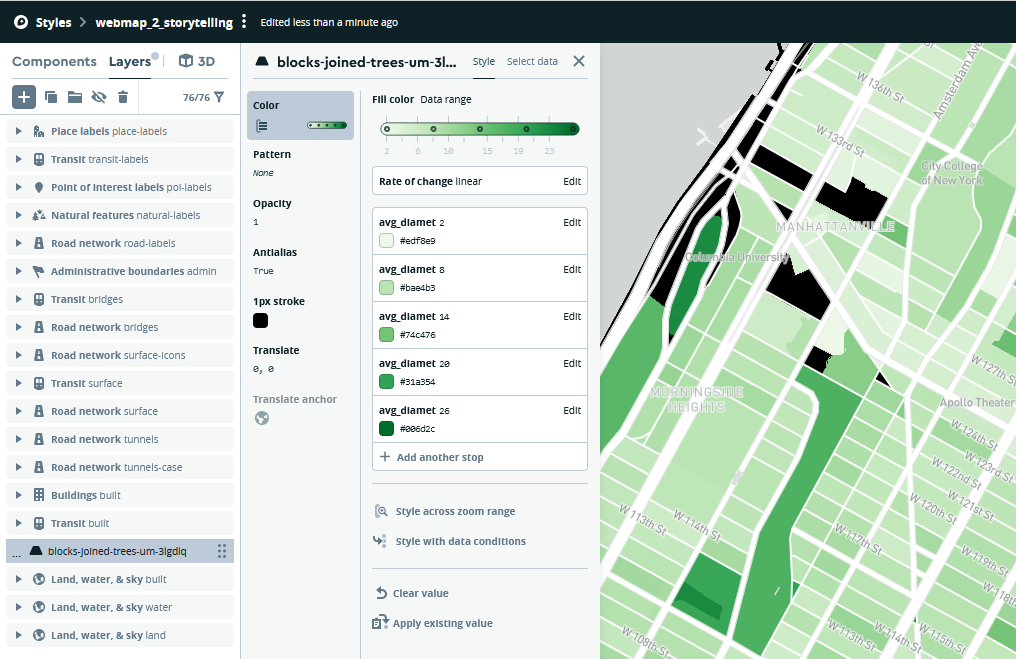 Styles > webmap_2_storytelling Edited less than a minute ago
Components Layers 3D
76/76
Place labels place-labels
Transit transit-labels
Point of interest labels poi-labels
Natural features natural-labels
Road network road-labels
Administrative boundaries admin
Transit bridges
Road network bridges
Road network surface-icons
Transit surface
Road network surface
Road network tunnels
Road network tunnels-case
Buildings built
Transit built
... blocks-joined-trees-um-3lgdlq
Land, water, & sky built
Land, water, & sky water
Land, water, & sky land
blocks-joined-trees-um-3l... Style Select data
Color
Pattern
None
Opacity
1
Antialias
True
1px stroke
Translate
0, 0
Translate anchor
Fill color Data range
2 6 10 15 19 23
Rate of change linear Edit
avg_diamet 2 Edit
#edf8e9
avg_diamet 8 Edit
#bae4b3
avg_diamet 14 Edit
#74c476
avg_diamet 20 Edit
#31a354
avg_diamet 26 Edit
#006d2c
+ Add another stop
Style across zoom range
Style with data conditions
Clear value
Apply existing value
Amsterdam Ave
W 136th St
W 133rd St
City College
of New York
MANHATTANVILLE
Columbia University
W 127th St
MORNINGSIDE
HEIGHTS
Apollo Theater
W 124th St
W 123rd St
W 122nd St
W 121st St
W 120th St
W 113th St
W 114th St
W 117th St
W 119th St
W 118th
W 108th St
W 113th St
W 114th St
W 115th St